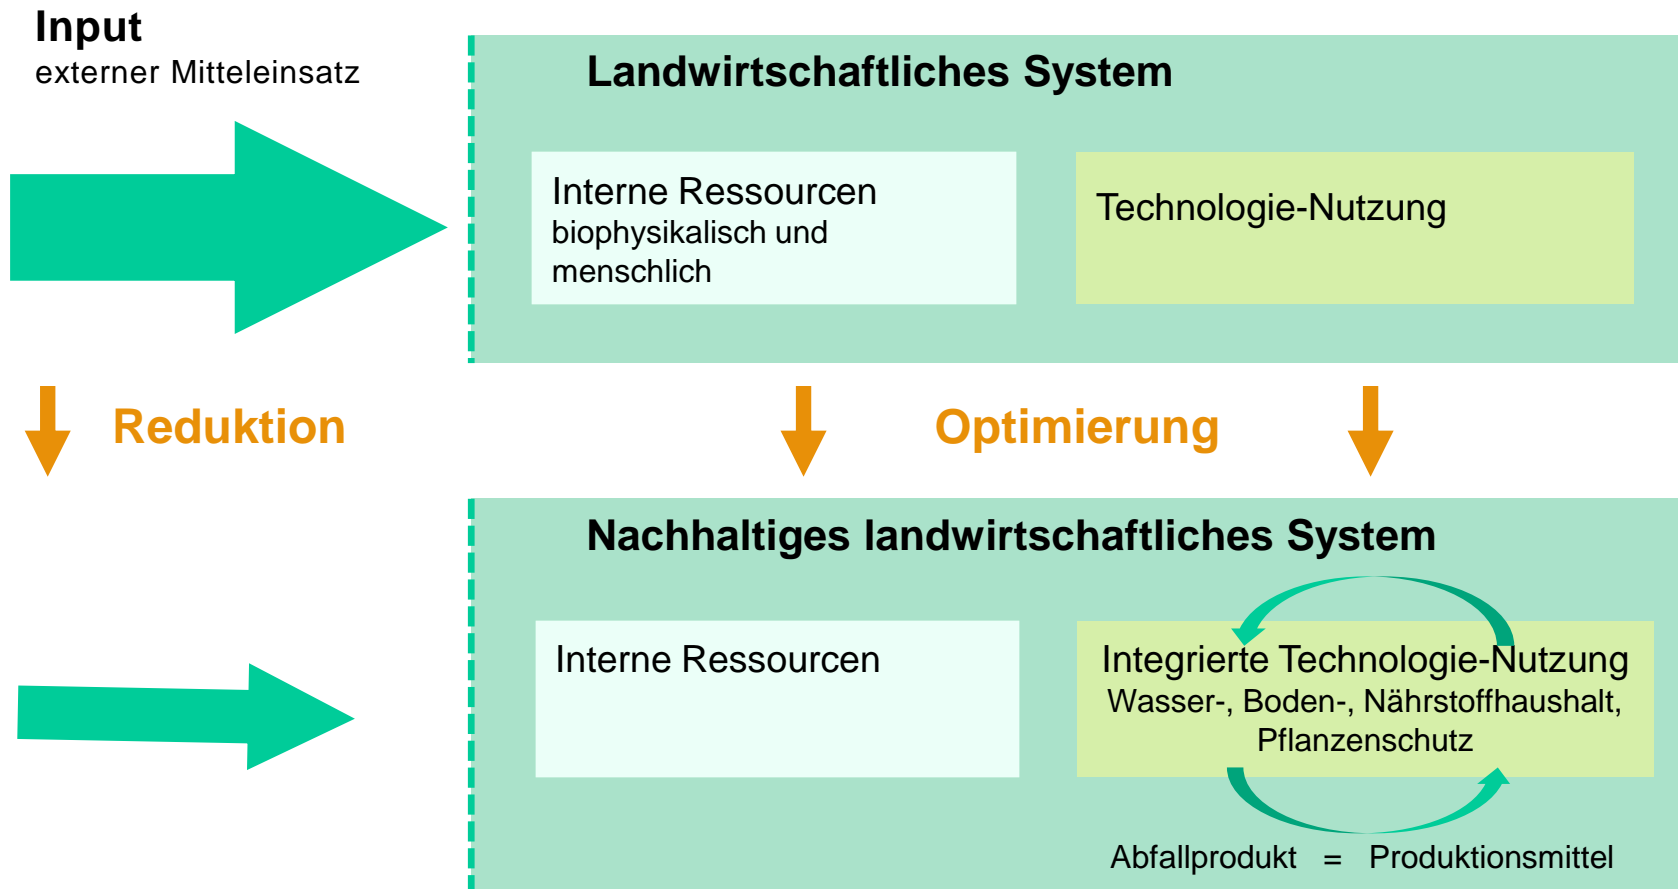 Input
externer Mitteleinsatz
Landwirtschaftliches System
Interne Ressourcen
biophysikalisch und
menschlich
Technologie-Nutzung
Reduktion
Optimierung
Nachhaltiges landwirtschaftliches System
Interne Ressourcen
Integrierte Technologie-Nutzung
Wasser-, Boden-, Nährstoffhaushalt,
Pflanzenschutz
Abfallprodukt = Produktionsmittel